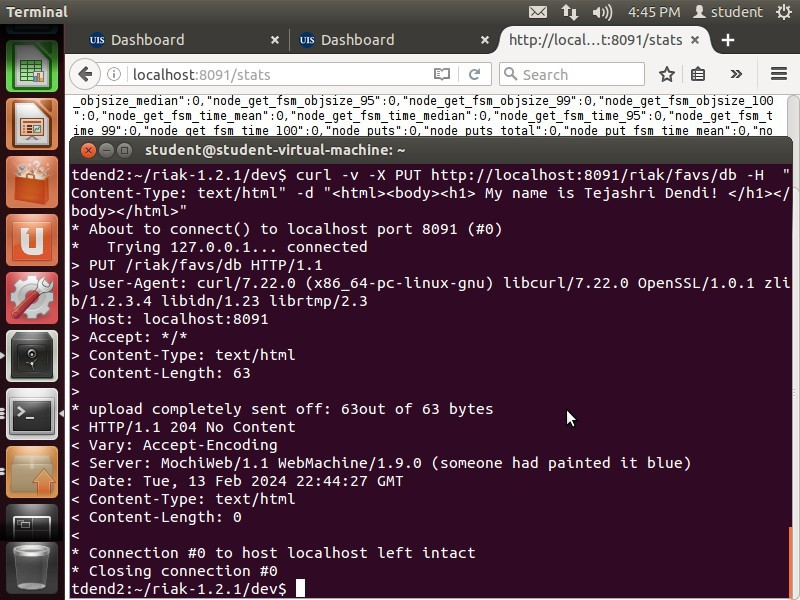 Terminal
4:45 PM
student
UIS Dashboard
UIS Dashboard
http://local...t:8091/stats
localhost:8091/stats
Search
_objsize_median":0,"node_get_fsm_objsize_95":0,"node_get_fsm_objsize_99":0,"node_get_fsm_objsize_100
":0,"node_get_fsm_time_mean":0,"node_get_fsm_time_median":0,"node_get_fsm_time_95":0,"node_get_fsm_t
ime_99":0,"node_get_fsm_time_100":0,"node_puts":0,"node_puts_total":0,"node_put_fsm_time_mean":0,"no
student@student-virtual-machine: ~
tdend2:~/riak-1.2.1/dev$ curl -v -X PUT http://localhost:8091/riak/favs/db -H  "
Content-Type: text/html" -d "<html><body><h1> My name is Tejashri Dendi! </h1></
body></html>"
* About to connect() to localhost port 8091 (#0)
*   Trying 127.0.0.1... connected
> PUT /riak/favs/db HTTP/1.1
> User-Agent: curl/7.22.0 (x86_64-pc-linux-gnu) libcurl/7.22.0 OpenSSL/1.0.1 zli
b/1.2.3.4 libidn/1.23 librtmp/2.3
> Host: localhost:8091
> Accept: */*
> Content-Type: text/html
> Content-Length: 63
>
* upload completely sent off: 63out of 63 bytes
< HTTP/1.1 204 No Content
< Vary: Accept-Encoding
< Server: MochiWeb/1.1 WebMachine/1.9.0 (someone had painted it blue)
< Date: Tue, 13 Feb 2024 22:44:27 GMT
< Content-Type: text/html
< Content-Length: 0
<
* Connection #0 to host localhost left intact
* Closing connection #0
tdend2:~/riak-1.2.1/dev$